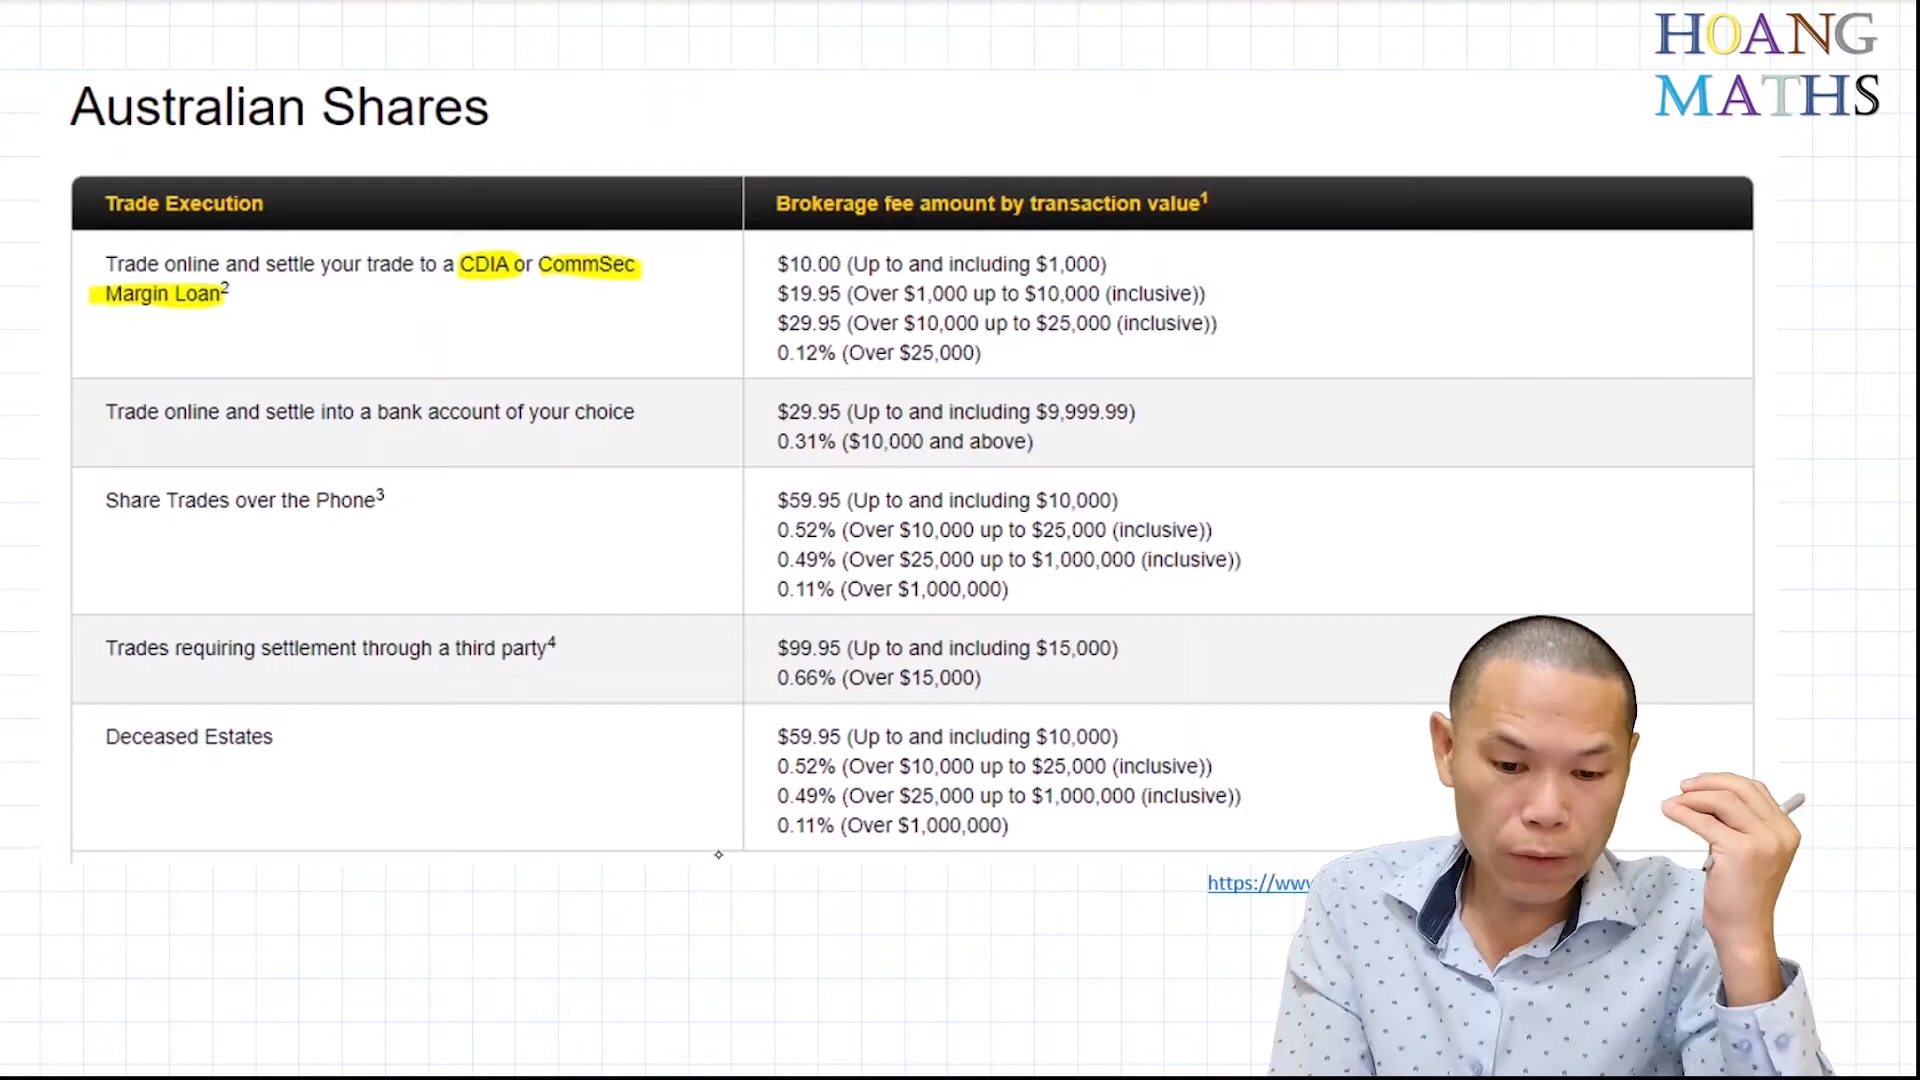 HOANG
MATHS
Australian Shares
Trade Execution
Brokerage fee amount by transaction value¹
Trade online and settle your trade to a CDIA or CommSec
Margin Loan²
$10.00 (Up to and including $1,000)
$19.95 (Over $1,000 up to $10,000 (inclusive))
$29.95 (Over $10,000 up to $25,000 (inclusive))
0.12% (Over $25,000)
Trade online and settle into a bank account of your choice
$29.95 (Up to and including $9,999.99)
0.31% ($10,000 and above)
Share Trades over the Phone³
$59.95 (Up to and including $10,000)
0.52% (Over $10,000 up to $25,000 (inclusive))
0.49% (Over $25,000 up to $1,000,000 (inclusive))
0.11% (Over $1,000,000)
Trades requiring settlement through a third party⁴
$99.95 (Up to and including $15,000)
0.66% (Over $15,000)
Deceased Estates
$59.95 (Up to and including $10,000)
0.52% (Over $10,000 up to $25,000 (inclusive))
0.49% (Over $25,000 up to $1,000,000 (inclusive))
0.11% (Over $1,000,000)
https://www